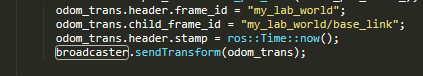 odom_trans.header.frame_id = "my_lab_world";
odom_trans.child_frame_id = "my_lab_world/base_link";
odom_trans.header.stamp = ros::Time::now();
broadcaster.sendTransform(odom_trans);